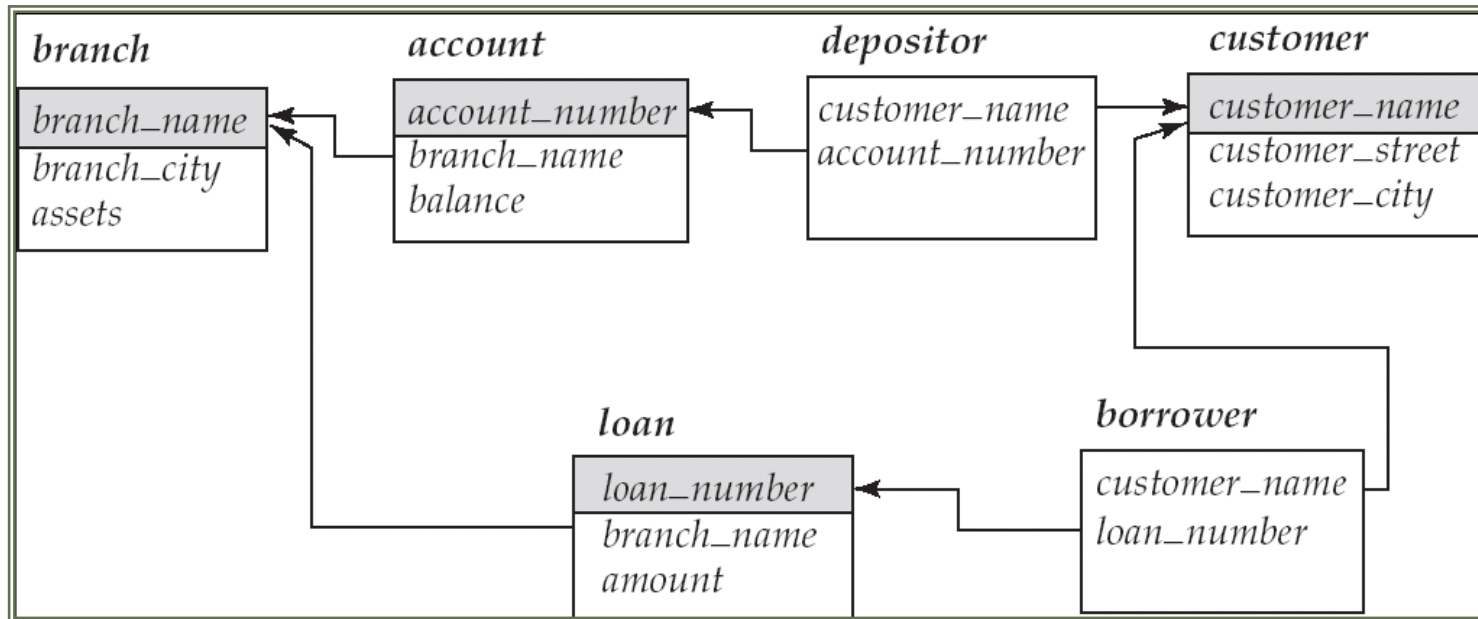 branch
branch_name
branch_city
assets
account
account_number
branch_name
balance
depositor
customer_name
account_number
customer
customer_name
customer_street
customer_city
loan
loan_number
branch_name
amount
borrower
customer_name
loan_number